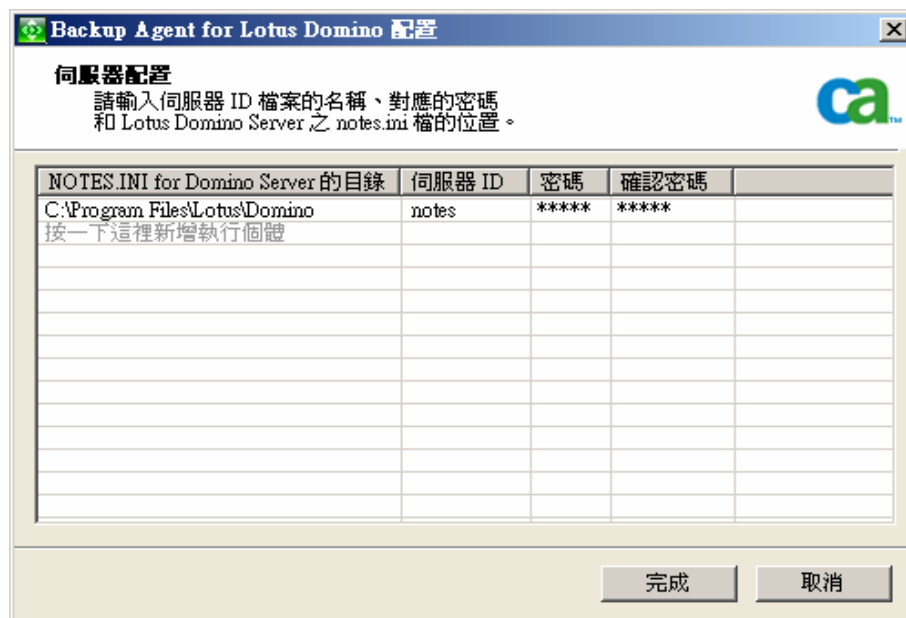 Backup Agent for Lotus Domino 配置
伺服器配置
請輸入伺服器 ID 檔案的名稱、對應的密碼
和 Lotus Domino Server 之 notes.ini 檔的位置。
ca™
NOTES.INI for Domino Server 的目錄 伺服器 ID 密碼 確認密碼
C:\Program Files\Lotus\Domino notes ***** *****
按一下這裡新增執行個體
完成 取消